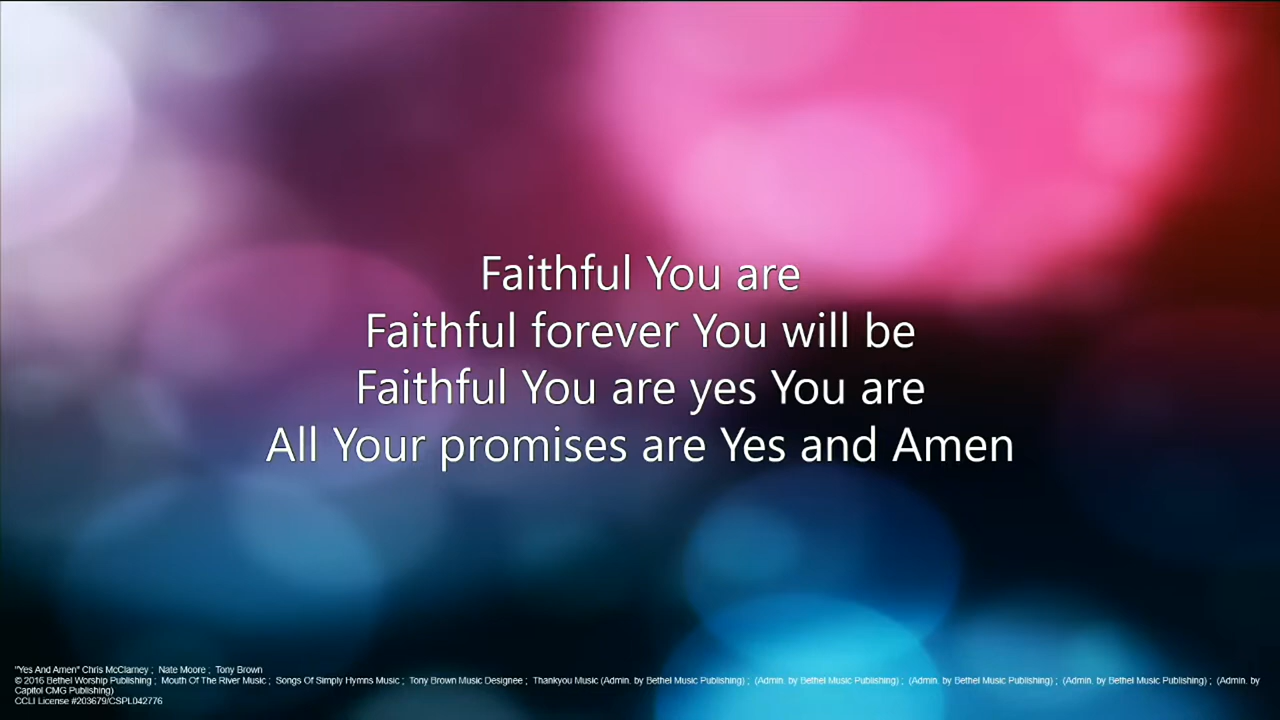 Faithful You are
Faithful forever You will be
Faithful You are yes You are
All Your promises are Yes and Amen
"Yes And Amen" Chris McClarney ; Nate Moore ; Tony Brown
© 2016 Bethel Worship Publishing ; Mouth Of The River Music ; Songs Of Simply Hymns Music ; Tony Brown Music Designee ; Thankyou Music (Admin. by Bethel Music Publishing) ; (Admin. by Bethel Music Publishing) ; (Admin. by Bethel Music Publishing) ; (Admin. by Bethel Music Publishing) ; (Admin. by
Capitol CMG Publishing)
CCLI License #203679/CSPL042776